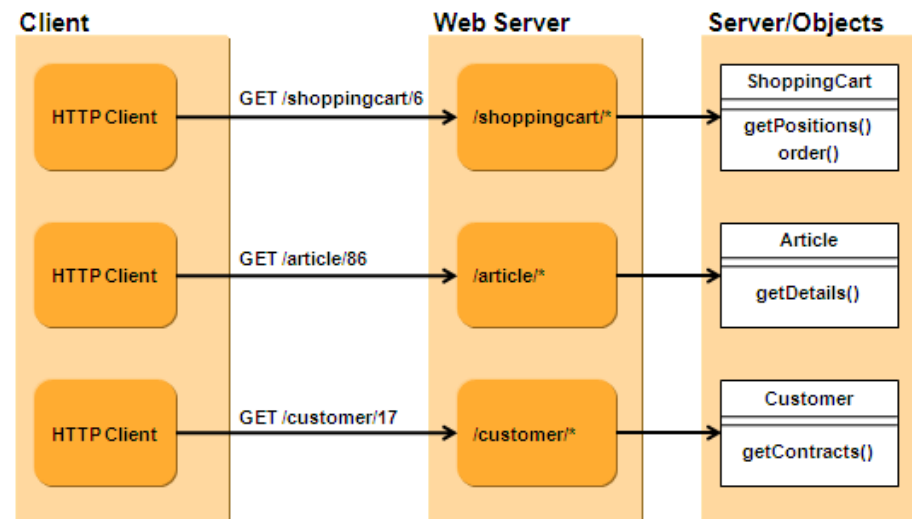 Client
Web Server
Server/Objects
HTTP Client
GET /shoppingcart/6
/shoppingcart/*
ShoppingCart
getPositions()
order()
HTTP Client
GET /article/86
/article/*
Article
getDetails()
HTTP Client
GET /customer/17
/customer/*
Customer
getContracts()